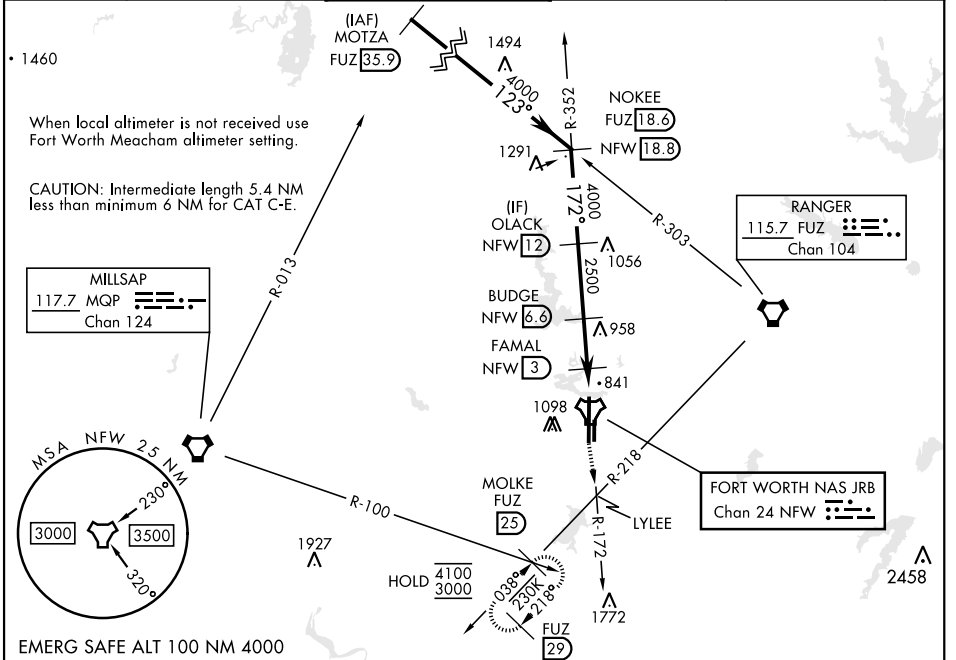 (IAF)
MOTZA
FUZ 35.9
1494
• 1460
4000
123°
R-352
NOKEE
FUZ 18.6
NFW 18.8
When local altimeter is not received use
Fort Worth Meacham altimeter setting.
1291
CAUTION: Intermediate length 5.4 NM
less than minimum 6 NM for CAT C-E.
172°
4000
R-303
RANGER
115.7 FUZ
Chan 104
(IF)
OLACK
NFW 12
1056
2500
R-013
MILLSAP
117.7 MQP
Chan 124
BUDGE
NFW 6.6
958
FAMAL
NFW 3
•841
1098
MSA NFW 25 NM
230°
3000
3500
320°
R-100
R-218
MOLKE
FUZ
25
LYLEE
R-172
FORT WORTH NAS JRB
Chan 24 NFW
1927
HOLD 4100
3000
038°
230K
218°
1772
2458
FUZ
29
EMERG SAFE ALT 100 NM 4000